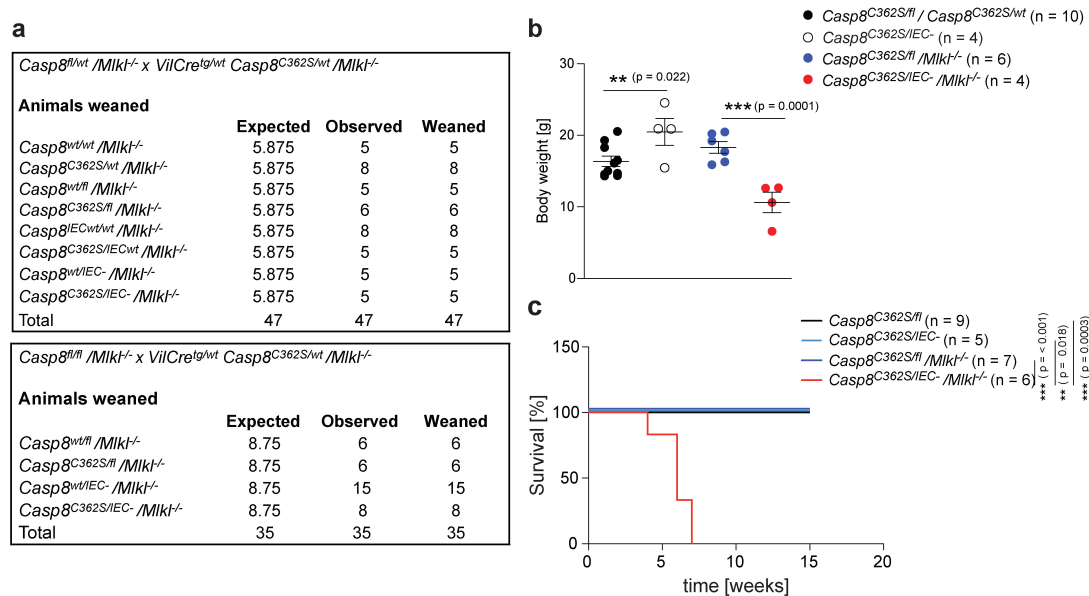 a
Casp8fl/wt /Mlkl-/- x VilCretg/wt Casp8C362S/wt /Mlkl-/-
Animals weaned
Expected Observed Weaned
Casp8wt/wt /Mlkl-/- 5.875 5 5
Casp8C362S/wt /Mlkl-/- 5.875 8 8
Casp8wt/fl /Mlkl-/- 5.875 5 5
Casp8C362S/fl /Mlkl-/- 5.875 6 6
Casp8IECwt/wt /Mlkl-/- 5.875 8 8
Casp8C362S/IECwt /Mlkl-/- 5.875 5 5
Casp8wt/IEC- /Mlkl-/- 5.875 5 5
Casp8C362S/IEC- /Mlkl-/- 5.875 5 5
Total 47 47 47
Casp8fl/fl /Mlkl-/- x VilCretg/wt Casp8C362S/wt /Mlkl-/-
Animals weaned
Expected Observed Weaned
Casp8wt/fl /Mlkl-/- 8.75 6 6
Casp8C362S/fl /Mlkl-/- 8.75 6 6
Casp8wt/IEC- /Mlkl-/- 8.75 15 15
Casp8C362S/IEC- /Mlkl-/- 8.75 8 8
Total 35 35 35
b
Casp8C362S/fl / Casp8C362S/wt (n = 10)
Casp8C362S/IEC- (n = 4)
Casp8C362S/fl /Mlkl-/- (n = 6)
Casp8C362S/IEC- /Mlkl-/- (n = 4)
** (p = 0.022)
*** (p = 0.0001)
Body weight [g]
30
20
10
0
c
Casp8C362S/fl (n = 9)
Casp8C362S/IEC- (n = 5)
Casp8C362S/fl /Mlkl-/- (n = 7)
Casp8C362S/IEC- /Mlkl-/- (n = 6)
*** ( p = < 0.001)
** ( p = 0.018)
*** ( p = 0.0003)
Survival [%]
150
100
50
0
0 5 10 15 20
time [weeks]